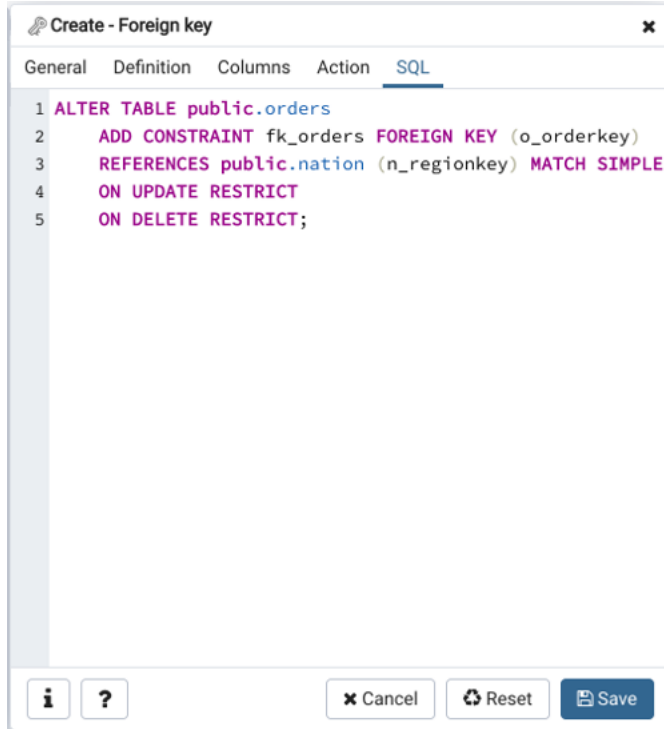 Create - Foreign key
General Definition Columns Action SQL
1 ALTER TABLE public.orders
2 ADD CONSTRAINT fk_orders FOREIGN KEY (o_orderkey)
3 REFERENCES public.nation (n_regionkey) MATCH SIMPLE
4 ON UPDATE RESTRICT
5 ON DELETE RESTRICT;
i ? Cancel Reset Save